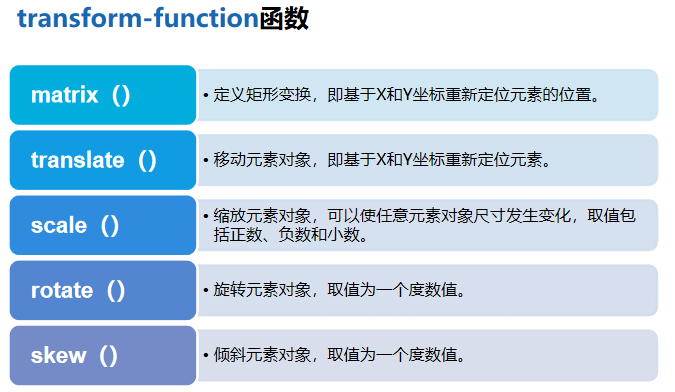 transform-function函数
matrix（）
• 定义矩形变换，即基于X和Y坐标重新定位元素的位置。
translate（）
• 移动元素对象，即基于X和Y坐标重新定位元素。
scale（）
• 缩放元素对象，可以使任意元素对象尺寸发生变化，取值包
括正数、负数和小数。
rotate（）
• 旋转元素对象，取值为一个度数值。
skew（）
• 倾斜元素对象，取值为一个度数值。